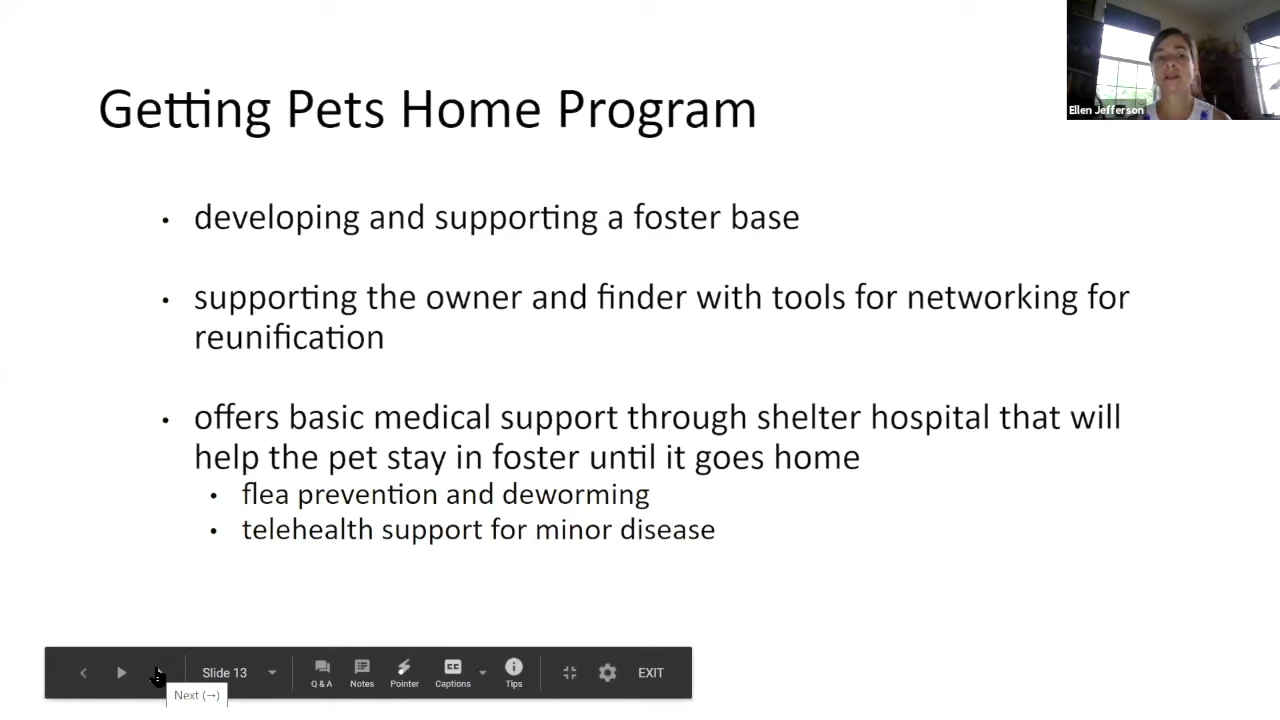 Ellen Jefferson
Getting Pets Home Program
• developing and supporting a foster base
• supporting the owner and finder with tools for networking for
reunification
• offers basic medical support through shelter hospital that will
help the pet stay in foster until it goes home
• flea prevention and deworming
• telehealth support for minor disease
Slide 13
Q & A
Notes
Pointer
Captions
Tips
EXIT
Next (→)